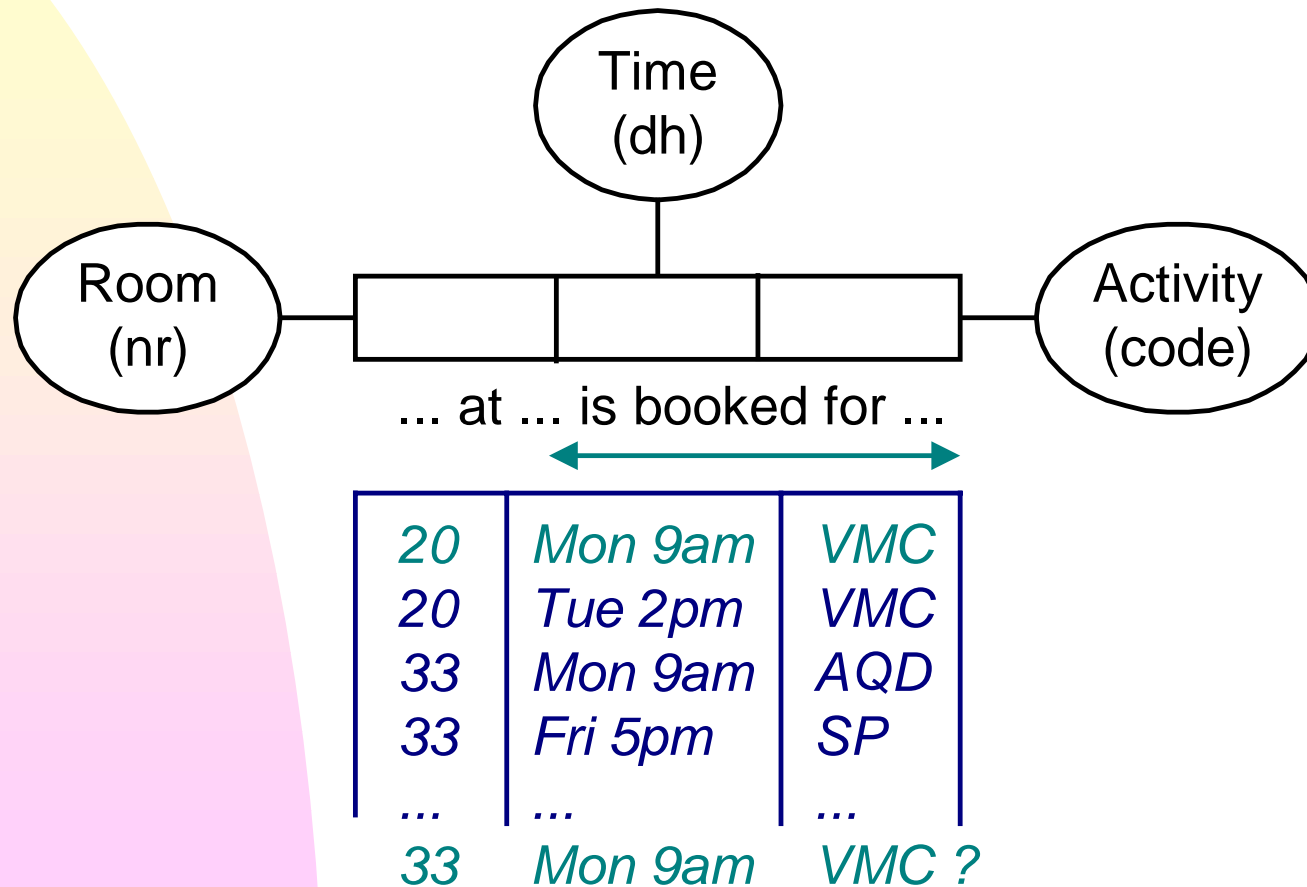 Time
(dh)
Room
(nr)
Activity
(code)
... at ... is booked for ...
20 Mon 9am VMC
20 Tue 2pm VMC
33 Mon 9am AQD
33 Fri 5pm SP
... ... ...
33 Mon 9am VMC ?